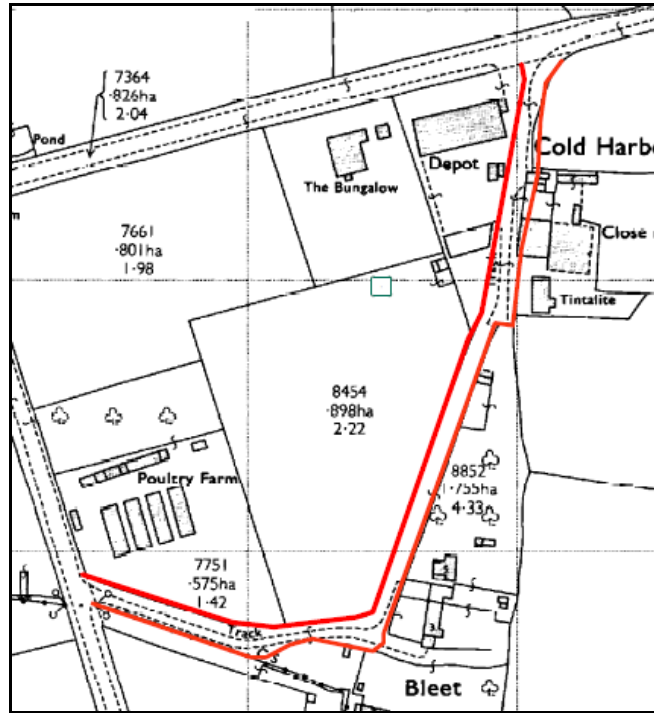 7364
·826ha
2·04
Pond
Cold Harbo
Depot
The Bungalow
7661
·801ha
1·98
Close
Tintalite
8454
·898ha
2·22
8852
1·755ha
4·33
Poultry Farm
7751
·575ha
1·42
Track
Bleet